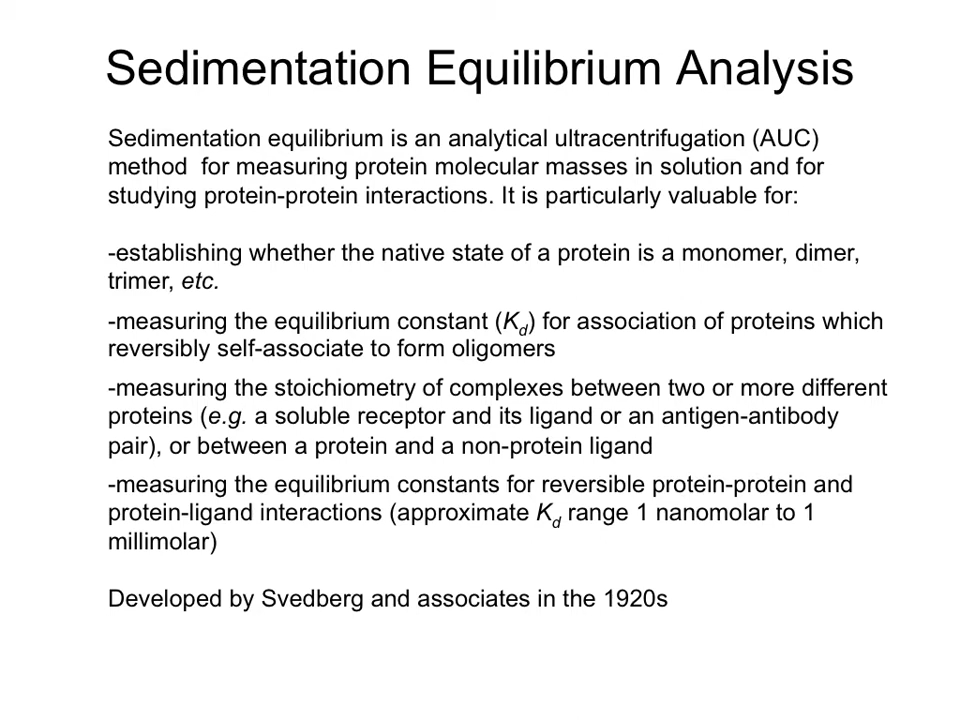 Sedimentation Equilibrium Analysis
Sedimentation equilibrium is an analytical ultracentrifugation (AUC)
method  for measuring protein molecular masses in solution and for
studying protein-protein interactions. It is particularly valuable for:
-establishing whether the native state of a protein is a monomer, dimer,
trimer, etc.
-measuring the equilibrium constant (Kd) for association of proteins which
reversibly self-associate to form oligomers
-measuring the stoichiometry of complexes between two or more different
proteins (e.g. a soluble receptor and its ligand or an antigen-antibody
pair), or between a protein and a non-protein ligand
-measuring the equilibrium constants for reversible protein-protein and
protein-ligand interactions (approximate Kd range 1 nanomolar to 1
millimolar)
Developed by Svedberg and associates in the 1920s